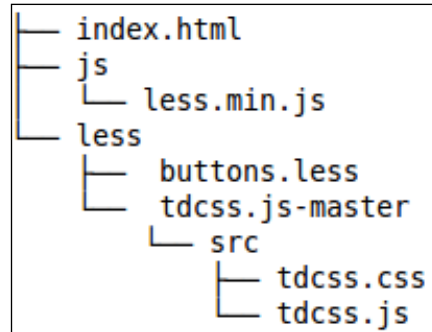 ├── index.html
├── js
│   └── less.min.js
└── less
    ├── buttons.less
    └── tdcss.js-master
        └── src
            ├── tdcss.css
            └── tdcss.js